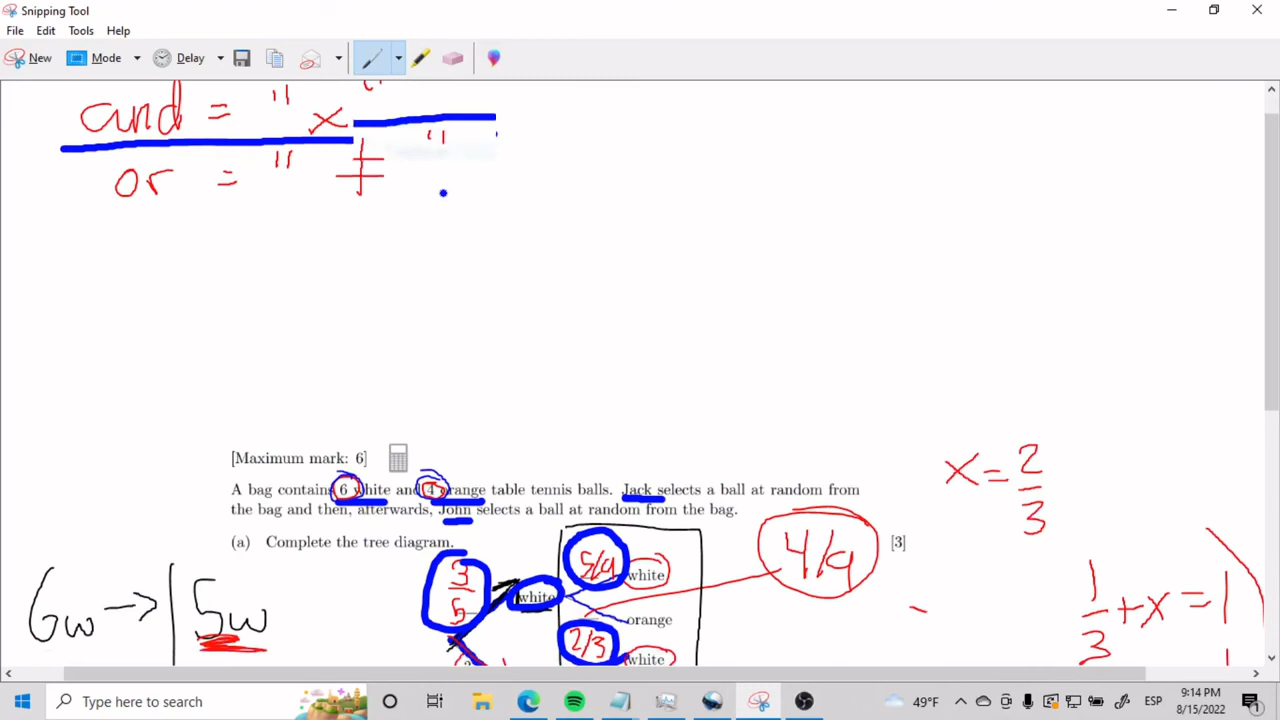 Snipping Tool
File Edit Tools Help
New Mode Delay
and = " x "
or = " + "
[Maximum mark: 6]
A bag contains 6 white and 4 orange table tennis balls. Jack selects a ball at random from
the bag and then, afterwards, John selects a ball at random from the bag.
(a) Complete the tree diagram. [3]
x = 2/3
4/9
3/5
5/9 white
white
orange
2/3 white
6w → 5w
1/3 + x = 1
Type here to search
49°F
ESP
9:14 PM
8/15/2022
1